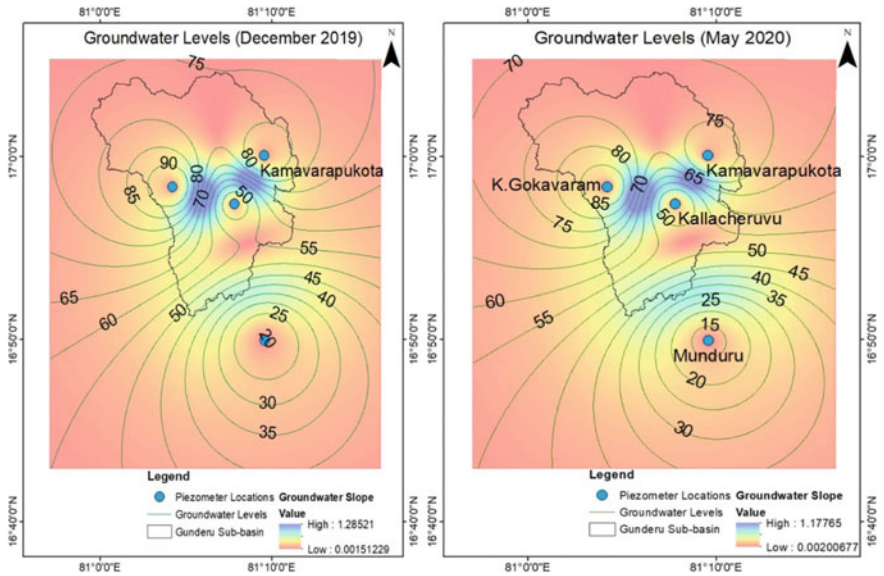 81°0'0"E
81°10'0"E
81°0'0"E
81°10'0"E
Groundwater Levels (December 2019)
N
75
90
80
80
Kamavarapukota
85
70
50
55
65
45
40
60
50
25
20
30
35
17°0'0"N
16°50'0"N
16°40'0"N
Legend
Piezometer Locations
Groundwater Levels
Gunderu Sub-basin
Groundwater Slope
Value
High : 1.28521
Low : 0.00151229
81°0'0"E
81°10'0"E
Groundwater Levels (May 2020)
N
70
75
80
Kamavarapukota
K.Gokavaram
70
65
85
50
Kallacheruvu
75
50
45
40
60
25
35
55
15
Munduru
20
30
17°0'0"N
16°50'0"N
16°40'0"N
Legend
Piezometer Locations
Groundwater Levels
Gunderu Sub-basin
Groundwater Slope
Value
High : 1.17765
Low : 0.00200677
81°0'0"E
81°10'0"E